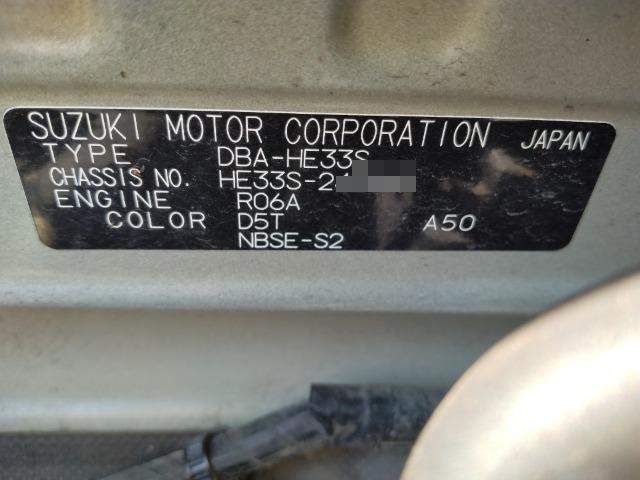 SUZUKI MOTOR CORPORATION JAPAN
TYPE DBA-HE33S
CHASSIS NO. HE33S-2
ENGINE R06A
COLOR D5T A50
NBSE-S2